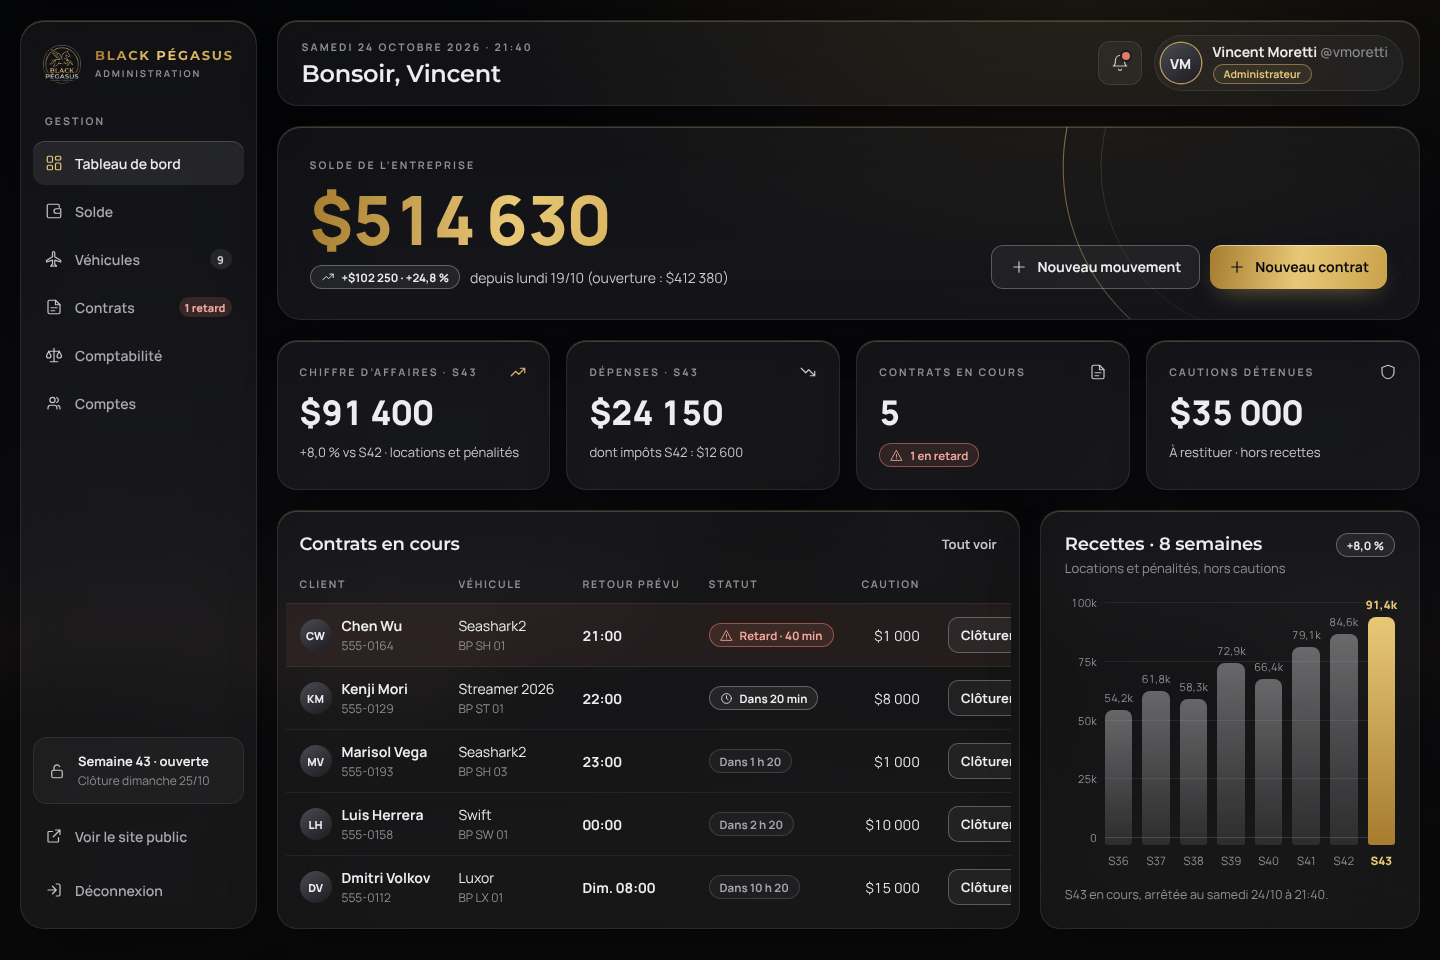 BLACK PÉGASUS
ADMINISTRATION
BLACK
PÉGASUS
GESTION
Tableau de bord
Solde
Véhicules 9
Contrats 1 retard
Comptabilité
Comptes
Semaine 43 · ouverte
Clôture dimanche 25/10
Voir le site public
Déconnexion
SAMEDI 24 OCTOBRE 2026 · 21:40
Bonsoir, Vincent
VM
Vincent Moretti @vmoretti
Administrateur
SOLDE DE L'ENTREPRISE
$514 630
+$102 250 · +24,8 % depuis lundi 19/10 (ouverture : $412 380)
Nouveau mouvement
Nouveau contrat
CHIFFRE D'AFFAIRES · S43
$91 400
+8,0 % vs S42 · locations et pénalités
DÉPENSES · S43
$24 150
dont impôts S42 : $12 600
CONTRATS EN COURS
5
1 en retard
CAUTIONS DÉTENUES
$35 000
À restituer · hors recettes
Contrats en cours
Tout voir
CLIENT VÉHICULE RETOUR PRÉVU STATUT CAUTION
CW Chen Wu Seashark2 21:00 Retard · 40 min $1 000 Clôturer
555-0164 BP SH 01
KM Kenji Mori Streamer 2026 22:00 Dans 20 min $8 000 Clôturer
555-0129 BP ST 01
MV Marisol Vega Seashark2 23:00 Dans 1 h 20 $1 000 Clôturer
555-0193 BP SH 03
LH Luis Herrera Swift 00:00 Dans 2 h 20 $10 000 Clôturer
555-0158 BP SW 01
DV Dmitri Volkov Luxor Dim. 08:00 Dans 10 h 20 $15 000 Clôturer
555-0112 BP LX 01
Recettes · 8 semaines
+8,0 %
Locations et pénalités, hors cautions
100k
75k
50k
25k
0
54,2k
61,8k
58,3k
72,9k
66,4k
79,1k
84,6k
91,4k
S36 S37 S38 S39 S40 S41 S42 S43
S43 en cours, arrêtée au samedi 24/10 à 21:40.